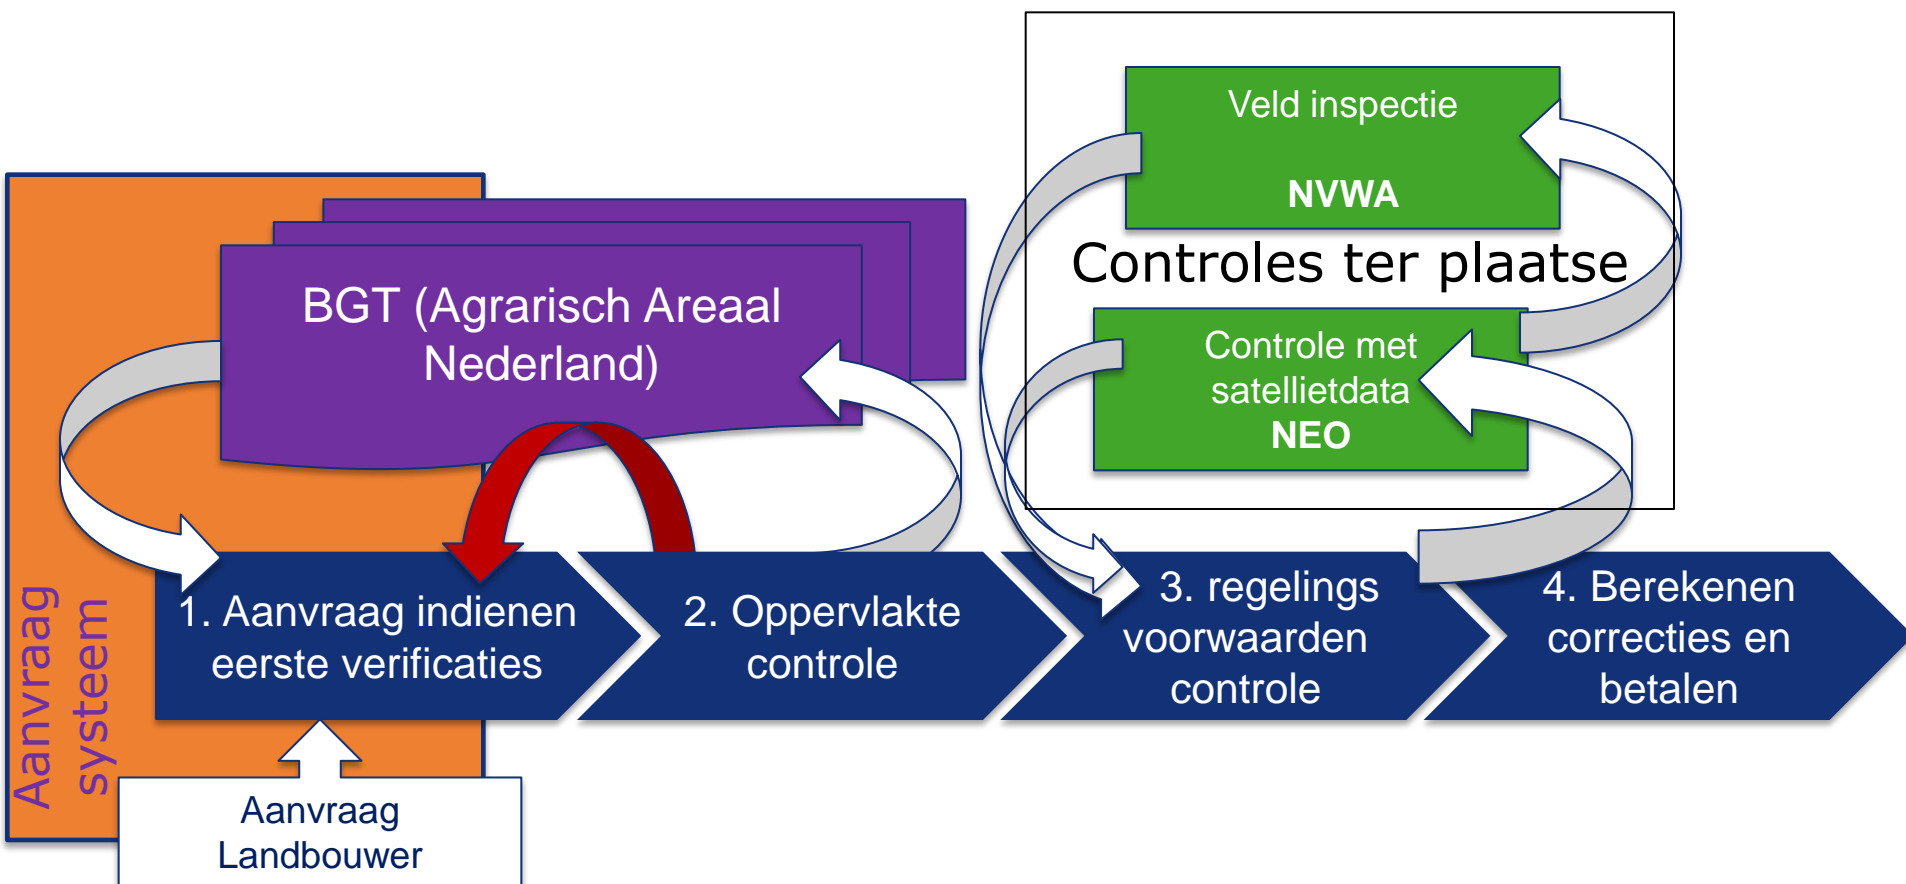 Veld inspectie
NVWA
Controles ter plaatse
Controle met
satellietdata
NEO
BGT (Agrarisch Areaal
Nederland)
Aanvraag
systeem
1. Aanvraag indienen
eerste verificaties
2. Oppervlakte
controle
3. regelings
voorwaarden
controle
4. Berekenen
correcties en
betalen
Aanvraag
Landbouwer